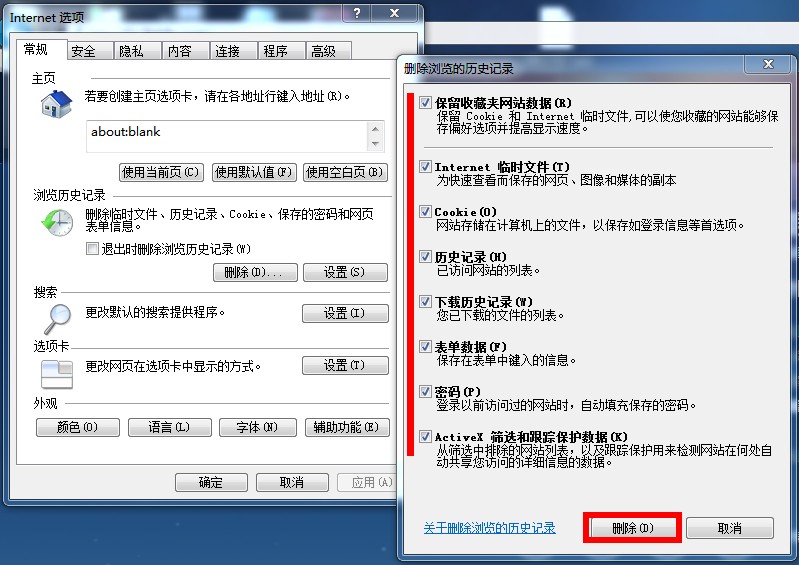 Internet 选项
常规
安全
隐私
内容
连接
程序
高级
主页
若要创建主页选项卡，请在各地址行键入地址(R)。
about:blank
使用当前页(C)
使用默认值(F)
使用空白页(B)
浏览历史记录
删除临时文件、历史记录、Cookie、保存的密码和网页
表单信息。
退出时删除浏览历史记录(W)
删除(D)...
设置(S)
搜索
更改默认的搜索提供程序。
设置(I)
选项卡
更改网页在选项卡中显示的方式。
设置(T)
外观
颜色(O)
语言(L)
字体(N)
辅助功能(E)
确定
取消
应用(A)
删除浏览的历史记录
保留收藏夹网站数据(R)
保留 Cookie 和 Internet 临时文件,可以使您收藏的网站能够保
存偏好选项并提高显示速度。
Internet 临时文件(T)
为快速查看而保存的网页、图像和媒体的副本
Cookie(O)
网站存储在计算机上的文件，以保存如登录信息等首选项。
历史记录(H)
已访问网站的列表。
下载历史记录(W)
您已下载的文件的列表。
表单数据(F)
保存在表单中键入的信息。
密码(P)
登录以前访问过的网站时，自动填充保存的密码。
ActiveX 筛选和跟踪保护数据(K)
从筛选中排除的网站列表，以及跟踪保护用来检测网站在何处自
动共享您访问的详细信息的数据。
关于删除浏览的历史记录
删除(D)
取消